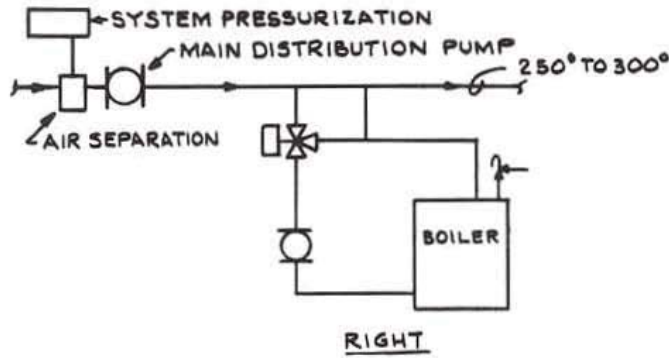 SYSTEM PRESSURIZATION
MAIN DISTRIBUTION PUMP
250° TO 300°
AIR SEPARATION
BOILER
RIGHT